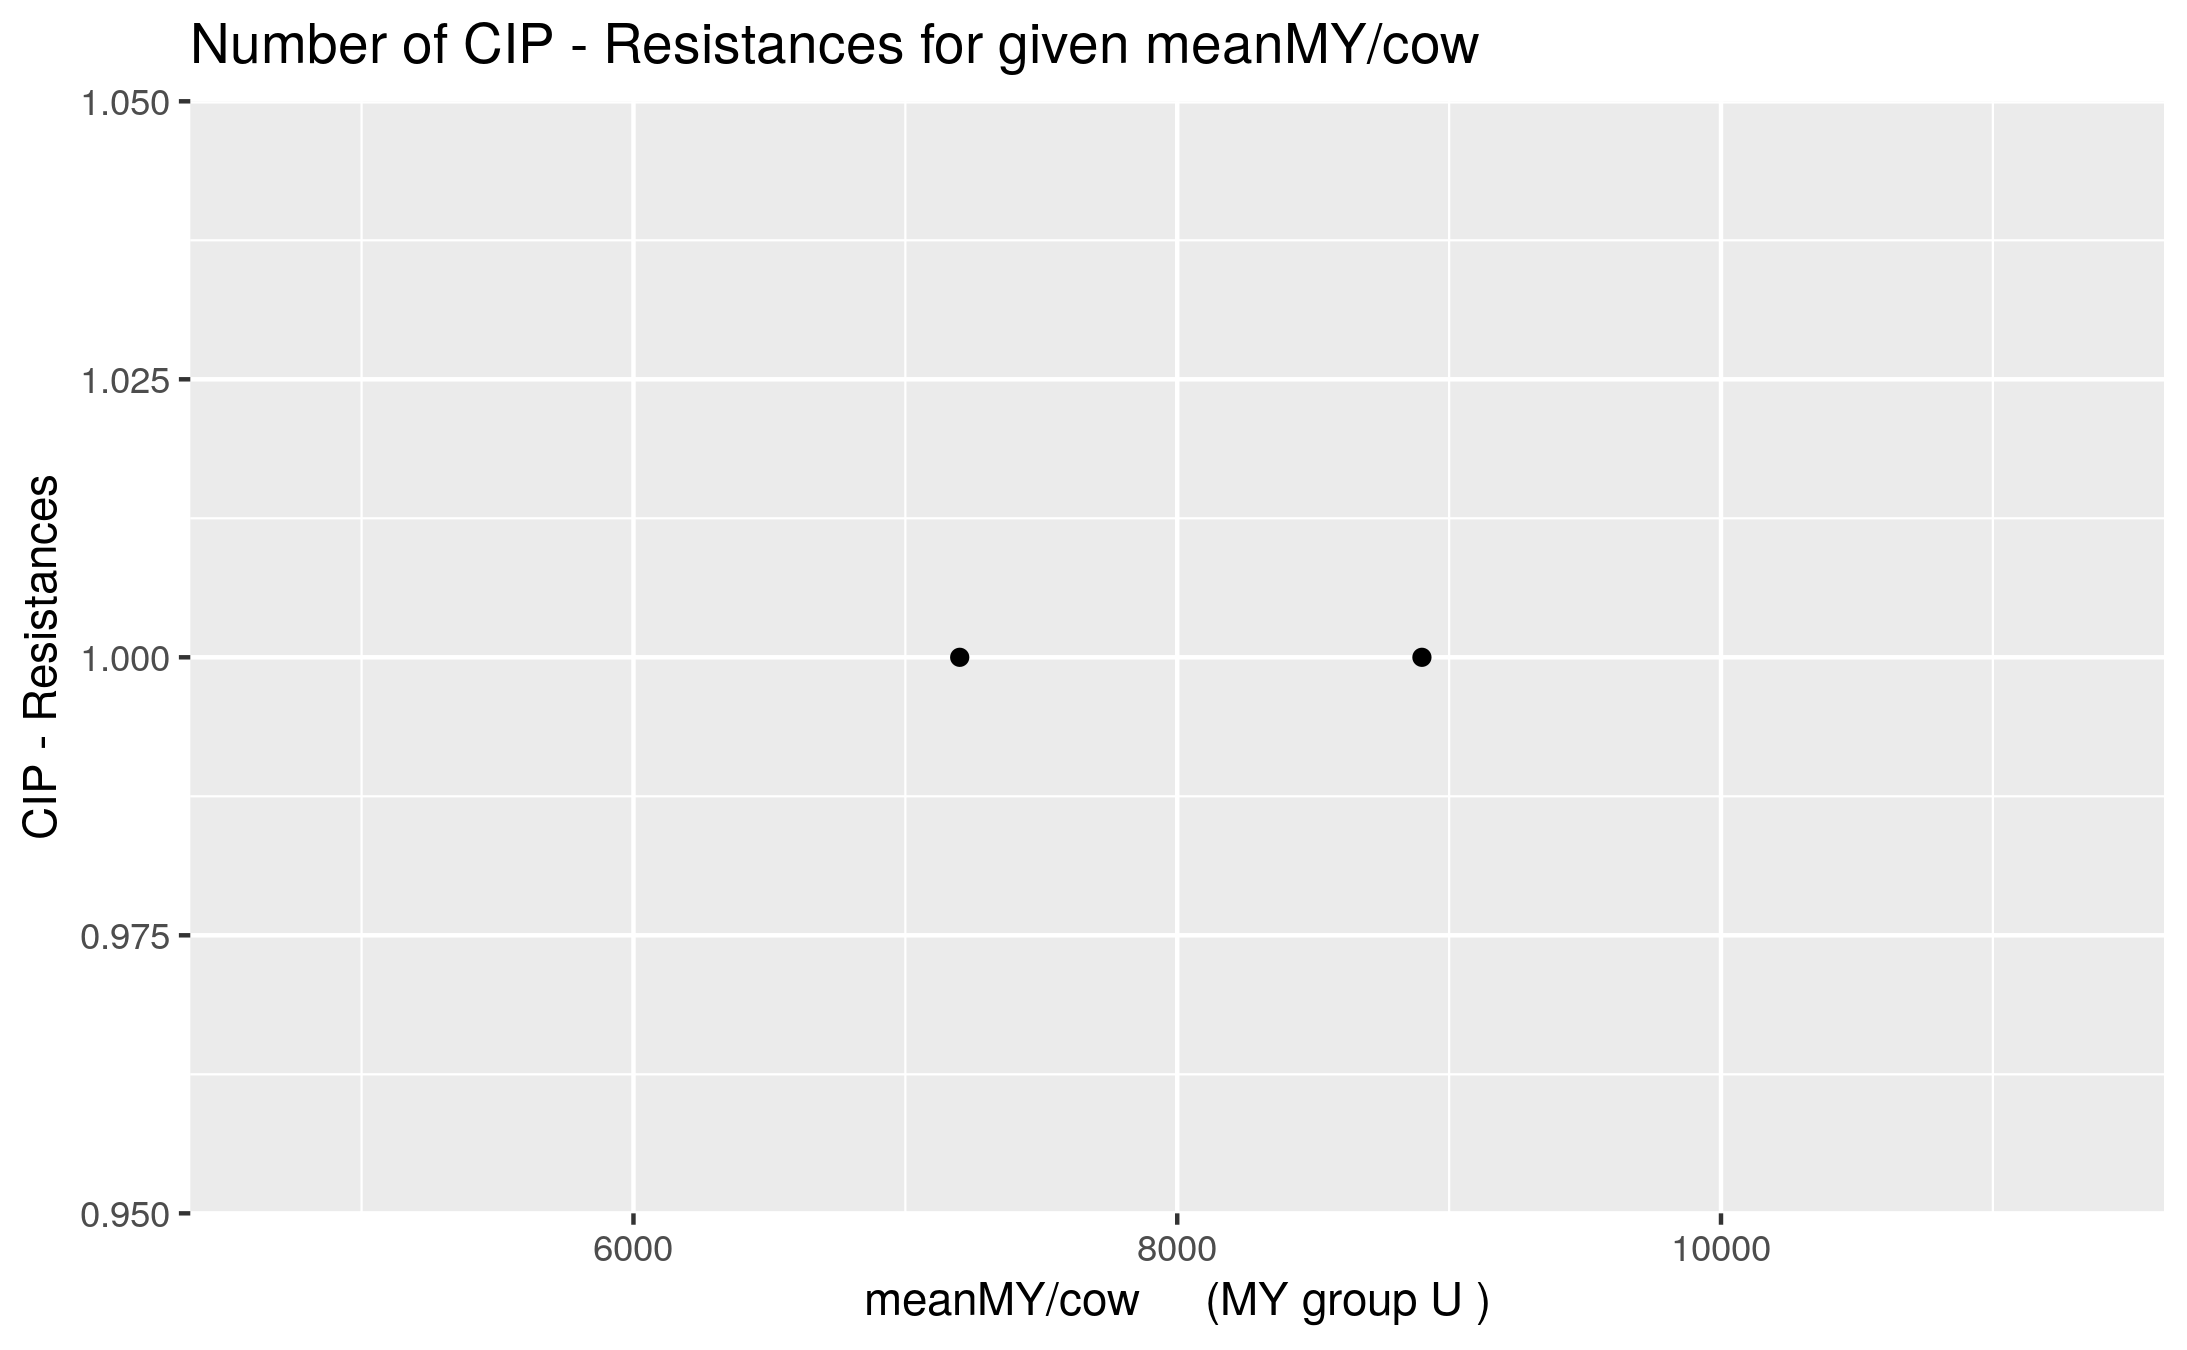 Number of CIP - Resistances for given meanMY/cow
1.050
1.025
1.000
0.975
0.950
CIP - Resistances
6000 8000 10000
meanMY/cow (MY group U )